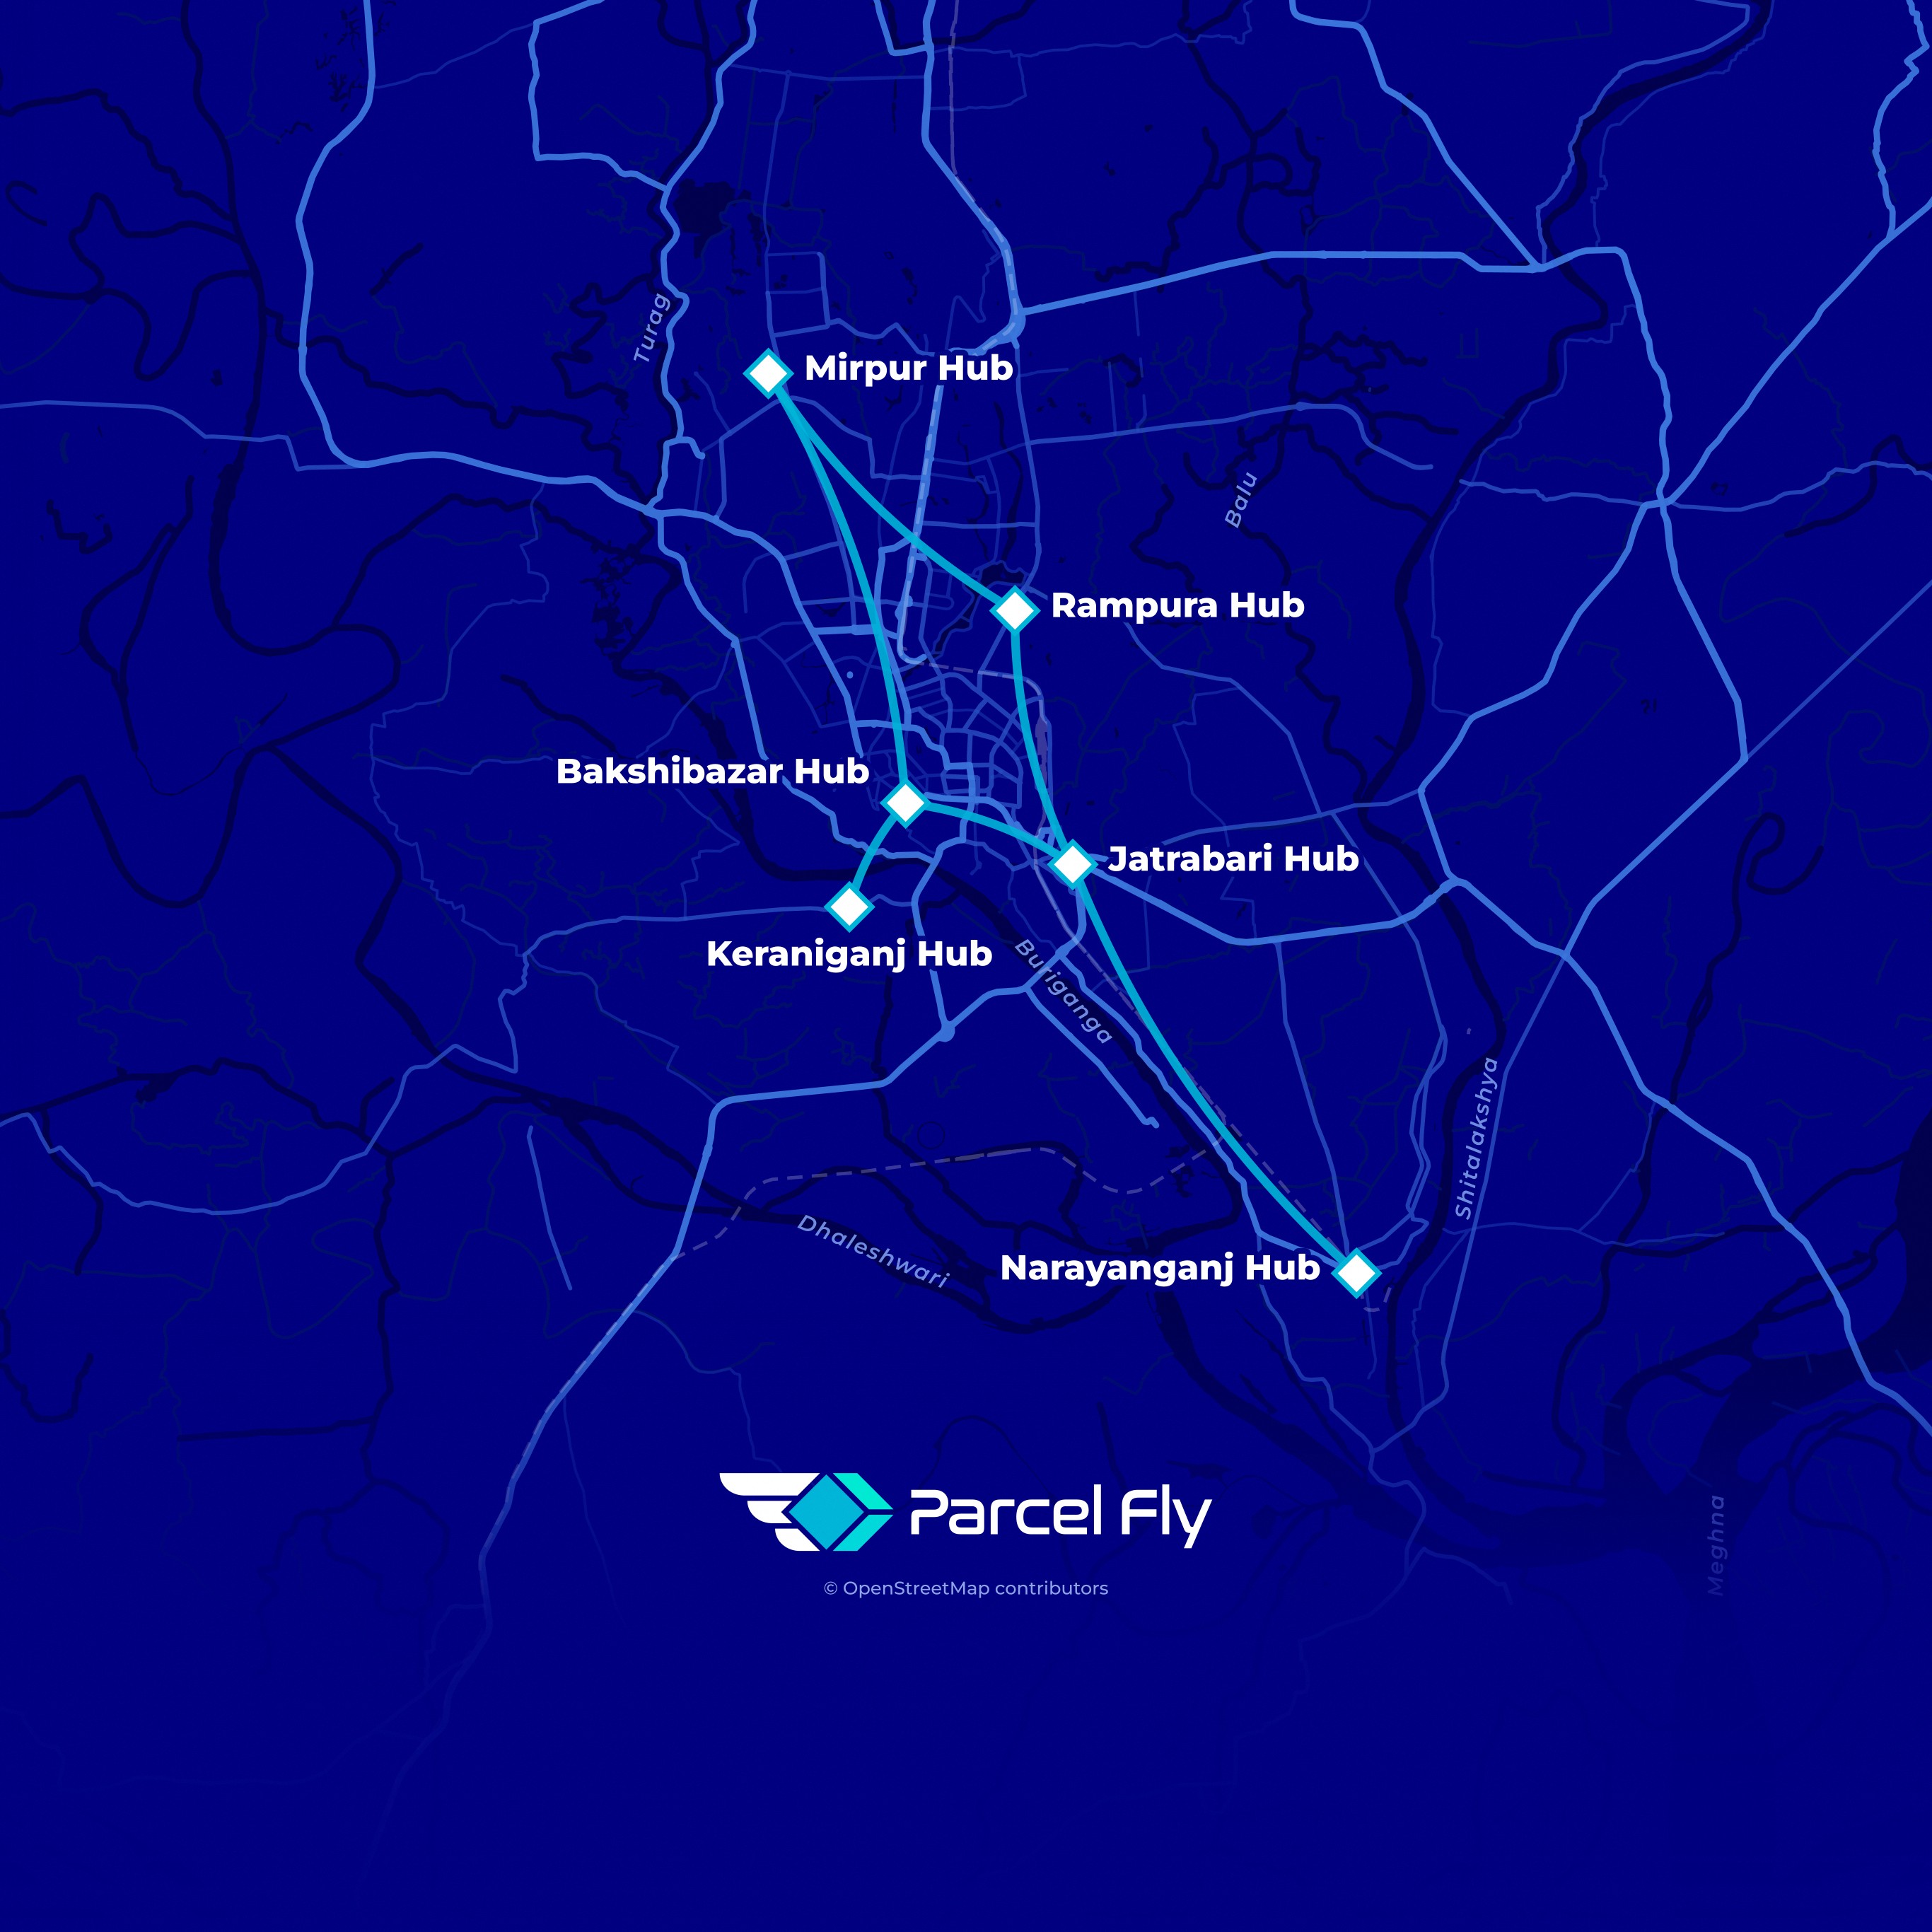 Turag
Mirpur Hub
Balu
Rampura Hub
Bakshibazar Hub
Jatrabari Hub
Keraniganj Hub
Buriganga
Shitalakshya
Dhaleshwari
Narayanganj Hub
Meghna
Parcel Fly
© OpenStreetMap contributors